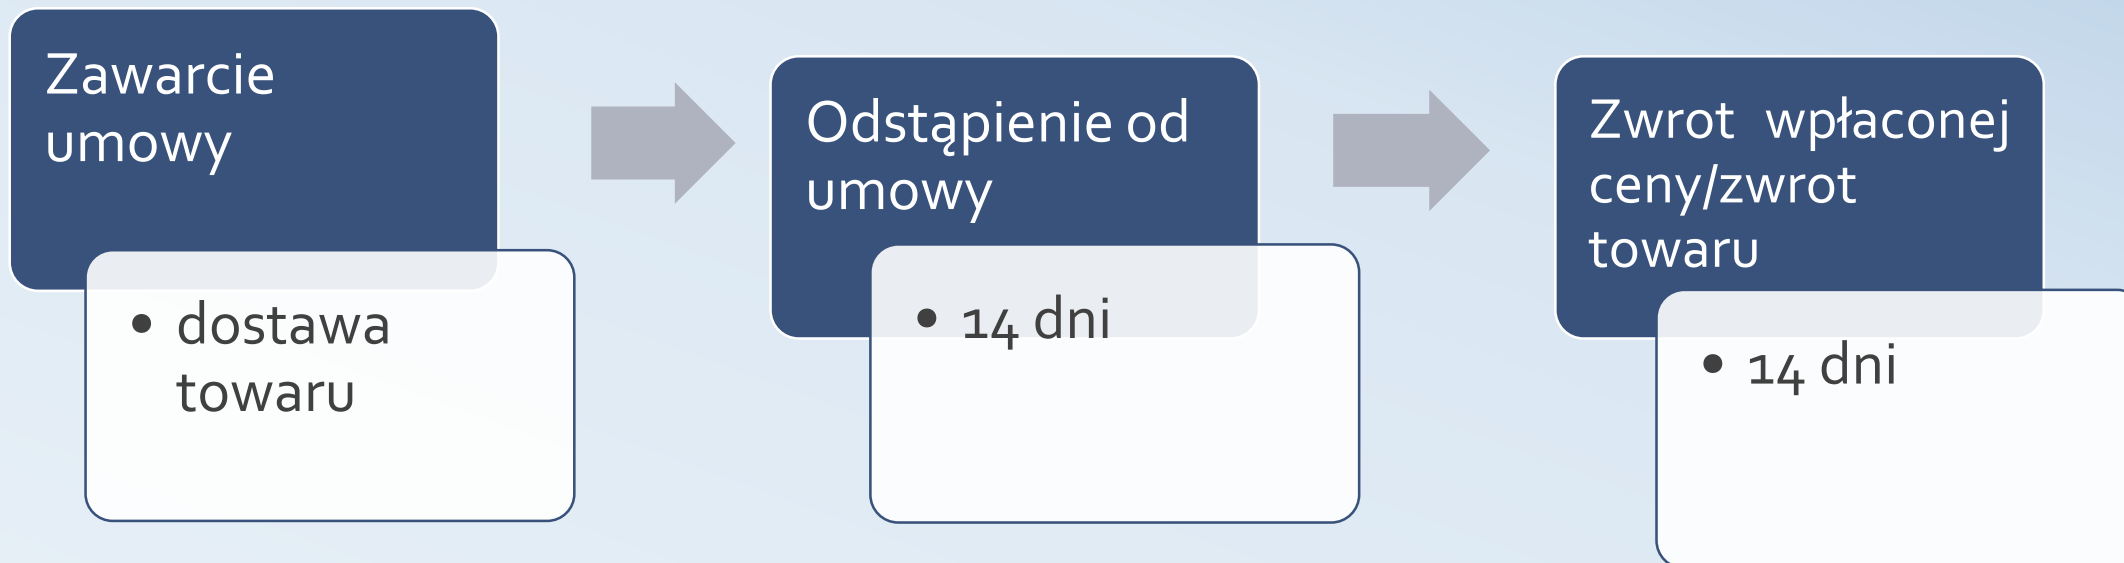 Zawarcie
umowy
• dostawa
towaru
Odstąpienie od
umowy
• 14 dni
Zwrot wpłaconej
ceny/zwrot
towaru
• 14 dni